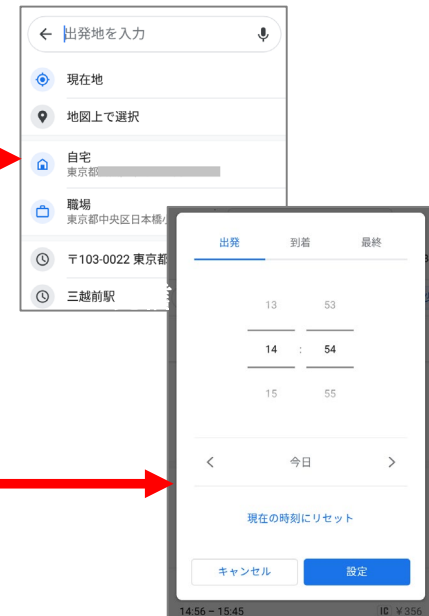 出発地を入力
現在地
地図上で選択
自宅
東京都
職場
東京都中央区日本橋
〒103-0022 東京都
三越前駅
出発 到着 最終
13 53
14 : 54
15 55
今日
現在の時刻にリセット
キャンセル 設定
14:56 – 15:45 IC ¥356